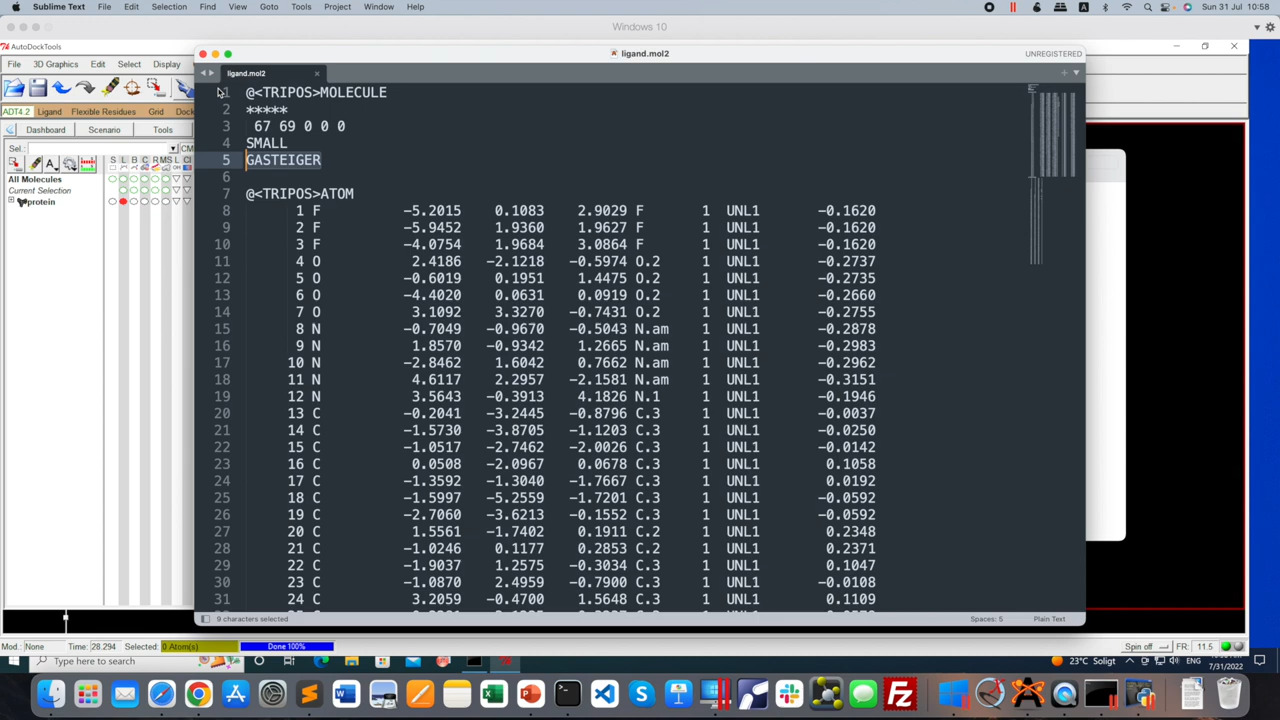 Sublime Text File Edit Selection Find View Goto Tools Project Window Help Sun 31 Jul 10:58
Windows 10
AutoDockTools
File 3D Graphics Edit Select Display
ligand.mol2 UNREGISTERED
ligand.mol2
ADT4.2 Ligand Flexible Residues Grid
Dashboard Scenario Tools
Sel.:
S L B C R MS L Cl
All Molecules
Current Selection
protein
1 @<TRIPOS>MOLECULE
2 *****
3 67 69 0 0 0
4 SMALL
5 GASTEIGER
6
7 @<TRIPOS>ATOM
8 1 F -5.2015 0.1083 2.9029 F 1 UNL1 -0.1620
9 2 F -5.9452 1.9360 1.9627 F 1 UNL1 -0.1620
10 3 F -4.0754 1.9684 3.0864 F 1 UNL1 -0.1620
11 4 O 2.4186 -2.1218 -0.5974 O.2 1 UNL1 -0.2737
12 5 O -0.6019 0.1951 1.4475 O.2 1 UNL1 -0.2735
13 6 O -4.4020 0.0631 0.0919 O.2 1 UNL1 -0.2660
14 7 O 3.1092 3.3270 -0.7431 O.2 1 UNL1 -0.2755
15 8 N -0.7049 -0.9670 -0.5043 N.am 1 UNL1 -0.2878
16 9 N 1.8570 -0.9342 1.2665 N.am 1 UNL1 -0.2983
17 10 N -2.8462 1.6042 0.7662 N.am 1 UNL1 -0.2962
18 11 N 4.6117 2.2957 -2.1581 N.am 1 UNL1 -0.3151
19 12 N 3.5643 -0.3913 4.1826 N.1 1 UNL1 -0.1946
20 13 C -0.2041 -3.2445 -0.8796 C.3 1 UNL1 -0.0037
21 14 C -1.5730 -3.8705 -1.1203 C.3 1 UNL1 -0.0250
22 15 C -1.0517 -2.7462 -2.0026 C.3 1 UNL1 -0.0142
23 16 C 0.0508 -2.0967 0.0678 C.3 1 UNL1 0.1058
24 17 C -1.3592 -1.3040 -1.7667 C.3 1 UNL1 0.0192
25 18 C -1.5997 -5.2559 -1.7201 C.3 1 UNL1 -0.0592
26 19 C -2.7060 -3.6213 -0.1552 C.3 1 UNL1 -0.0592
27 20 C 1.5561 -1.7402 0.1911 C.2 1 UNL1 0.2348
28 21 C -1.0246 0.1177 0.2853 C.2 1 UNL1 0.2371
29 22 C -1.9037 1.2575 -0.3034 C.3 1 UNL1 0.1047
30 23 C -1.0870 2.4959 -0.7900 C.3 1 UNL1 -0.0108
31 24 C 3.2059 -0.4700 1.5648 C.3 1 UNL1 0.1109
9 characters selected Spaces: 5 Plain Text
Mod.: None Time: 28.294 Selected: 0 Atom(s) Done 100% Spin off FR: 11.5
Type here to search 23°C Soligt ENG
7/31/2022